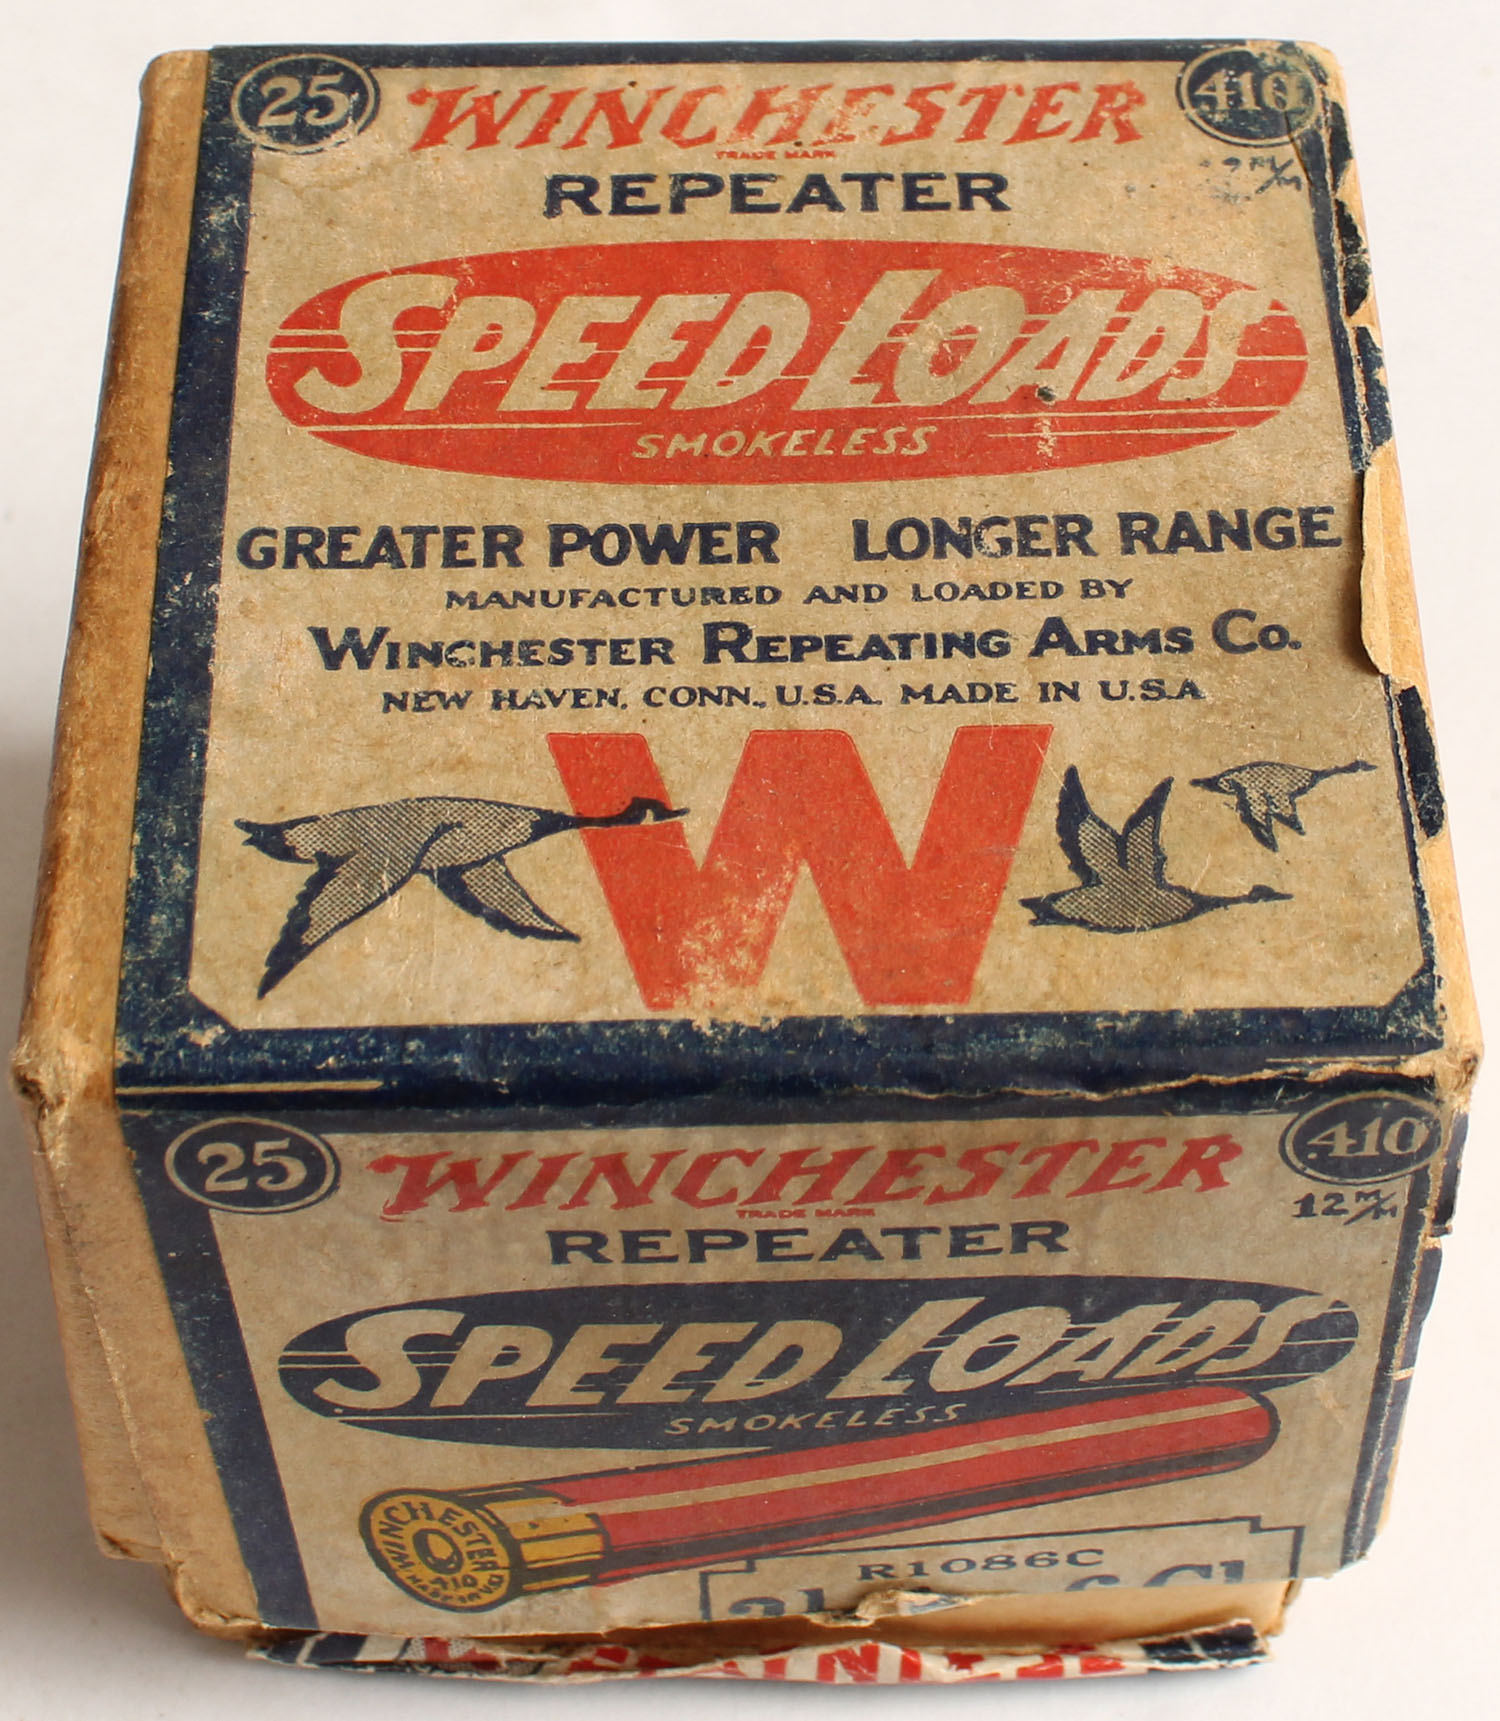 25 WINCHESTER .410
TRADE MARK
REPEATER
SPEED LOADS
SMOKELESS
GREATER POWER LONGER RANGE
MANUFACTURED AND LOADED BY
WINCHESTER REPEATING ARMS CO.
NEW HAVEN, CONN., U.S.A. MADE IN U.S.A
W
25 WINCHESTER .410
TRADE MARK
12 M/M
REPEATER
SPEED LOADS
SMOKELESS
WINCHESTER
410
R1086C